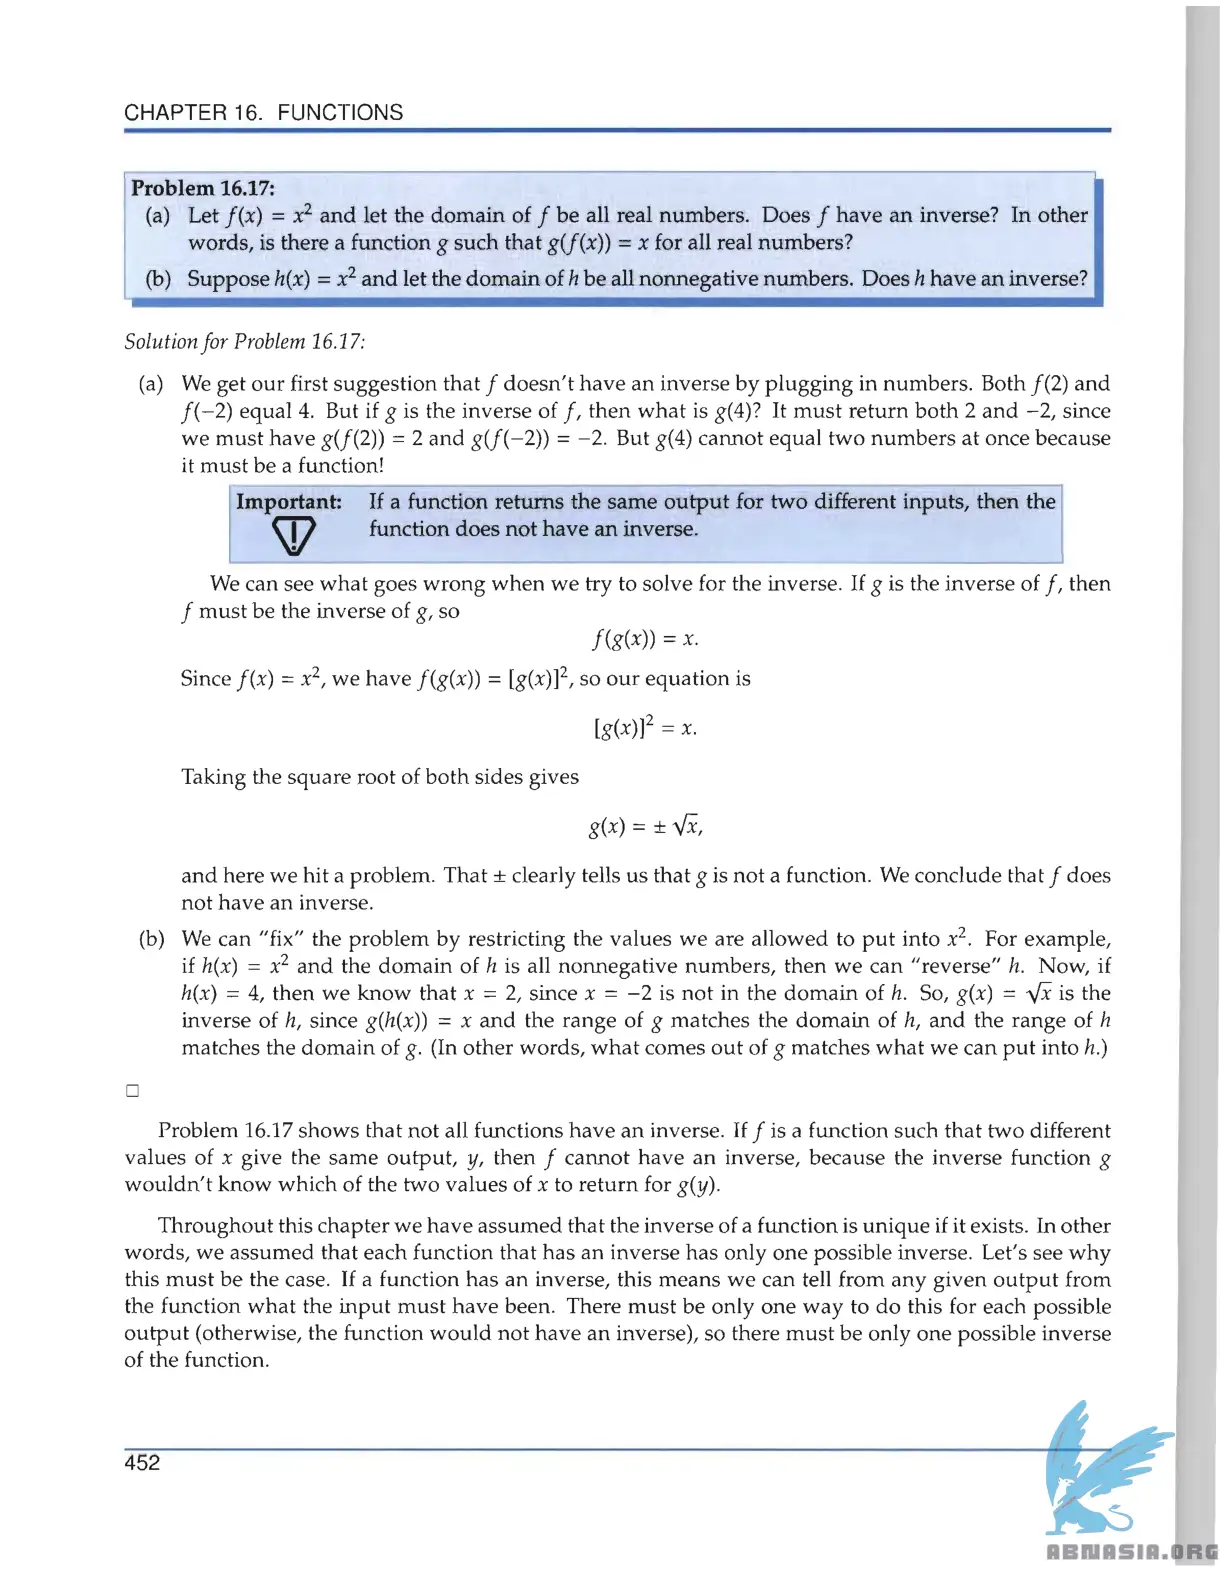 CHAPTER 16. FUNCTIONS
Problem 16.17:
(a) Let f(x) = x² and let the domain of f be all real numbers. Does f have an inverse? In other
words, is there a function g such that g(f(x)) = x for all real numbers?
(b) Suppose h(x) = x² and let the domain of h be all nonnegative numbers. Does h have an inverse?
Solution for Problem 16.17:
(a) We get our first suggestion that f doesn't have an inverse by plugging in numbers. Both f(2) and
f(−2) equal 4. But if g is the inverse of f, then what is g(4)? It must return both 2 and −2, since
we must have g(f(2)) = 2 and g(f(−2)) = −2. But g(4) cannot equal two numbers at once because
it must be a function!
Important: If a function returns the same output for two different inputs, then the
function does not have an inverse.
We can see what goes wrong when we try to solve for the inverse. If g is the inverse of f, then
f must be the inverse of g, so
f(g(x)) = x.
Since f(x) = x², we have f(g(x)) = [g(x)]², so our equation is
[g(x)]² = x.
Taking the square root of both sides gives
g(x) = ± √x,
and here we hit a problem. That ± clearly tells us that g is not a function. We conclude that f does
not have an inverse.
(b) We can "fix" the problem by restricting the values we are allowed to put into x². For example,
if h(x) = x² and the domain of h is all nonnegative numbers, then we can "reverse" h. Now, if
h(x) = 4, then we know that x = 2, since x = −2 is not in the domain of h. So, g(x) = √x is the
inverse of h, since g(h(x)) = x and the range of g matches the domain of h, and the range of h
matches the domain of g. (In other words, what comes out of g matches what we can put into h.)
□
Problem 16.17 shows that not all functions have an inverse. If f is a function such that two different
values of x give the same output, y, then f cannot have an inverse, because the inverse function g
wouldn't know which of the two values of x to return for g(y).
Throughout this chapter we have assumed that the inverse of a function is unique if it exists. In other
words, we assumed that each function that has an inverse has only one possible inverse. Let's see why
this must be the case. If a function has an inverse, this means we can tell from any given output from
the function what the input must have been. There must be only one way to do this for each possible
output (otherwise, the function would not have an inverse), so there must be only one possible inverse
of the function.
452
ABNASIA.ORG